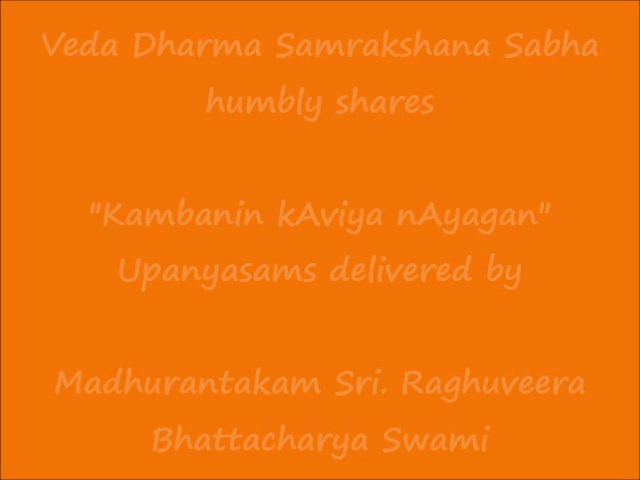 Veda Dharma Samrakshana Sabha
humbly shares
"Kambanin kAviya nAyagan"
Upanyasams delivered by
Madhurantakam Sri. Raghuveera
Bhattacharya Swami